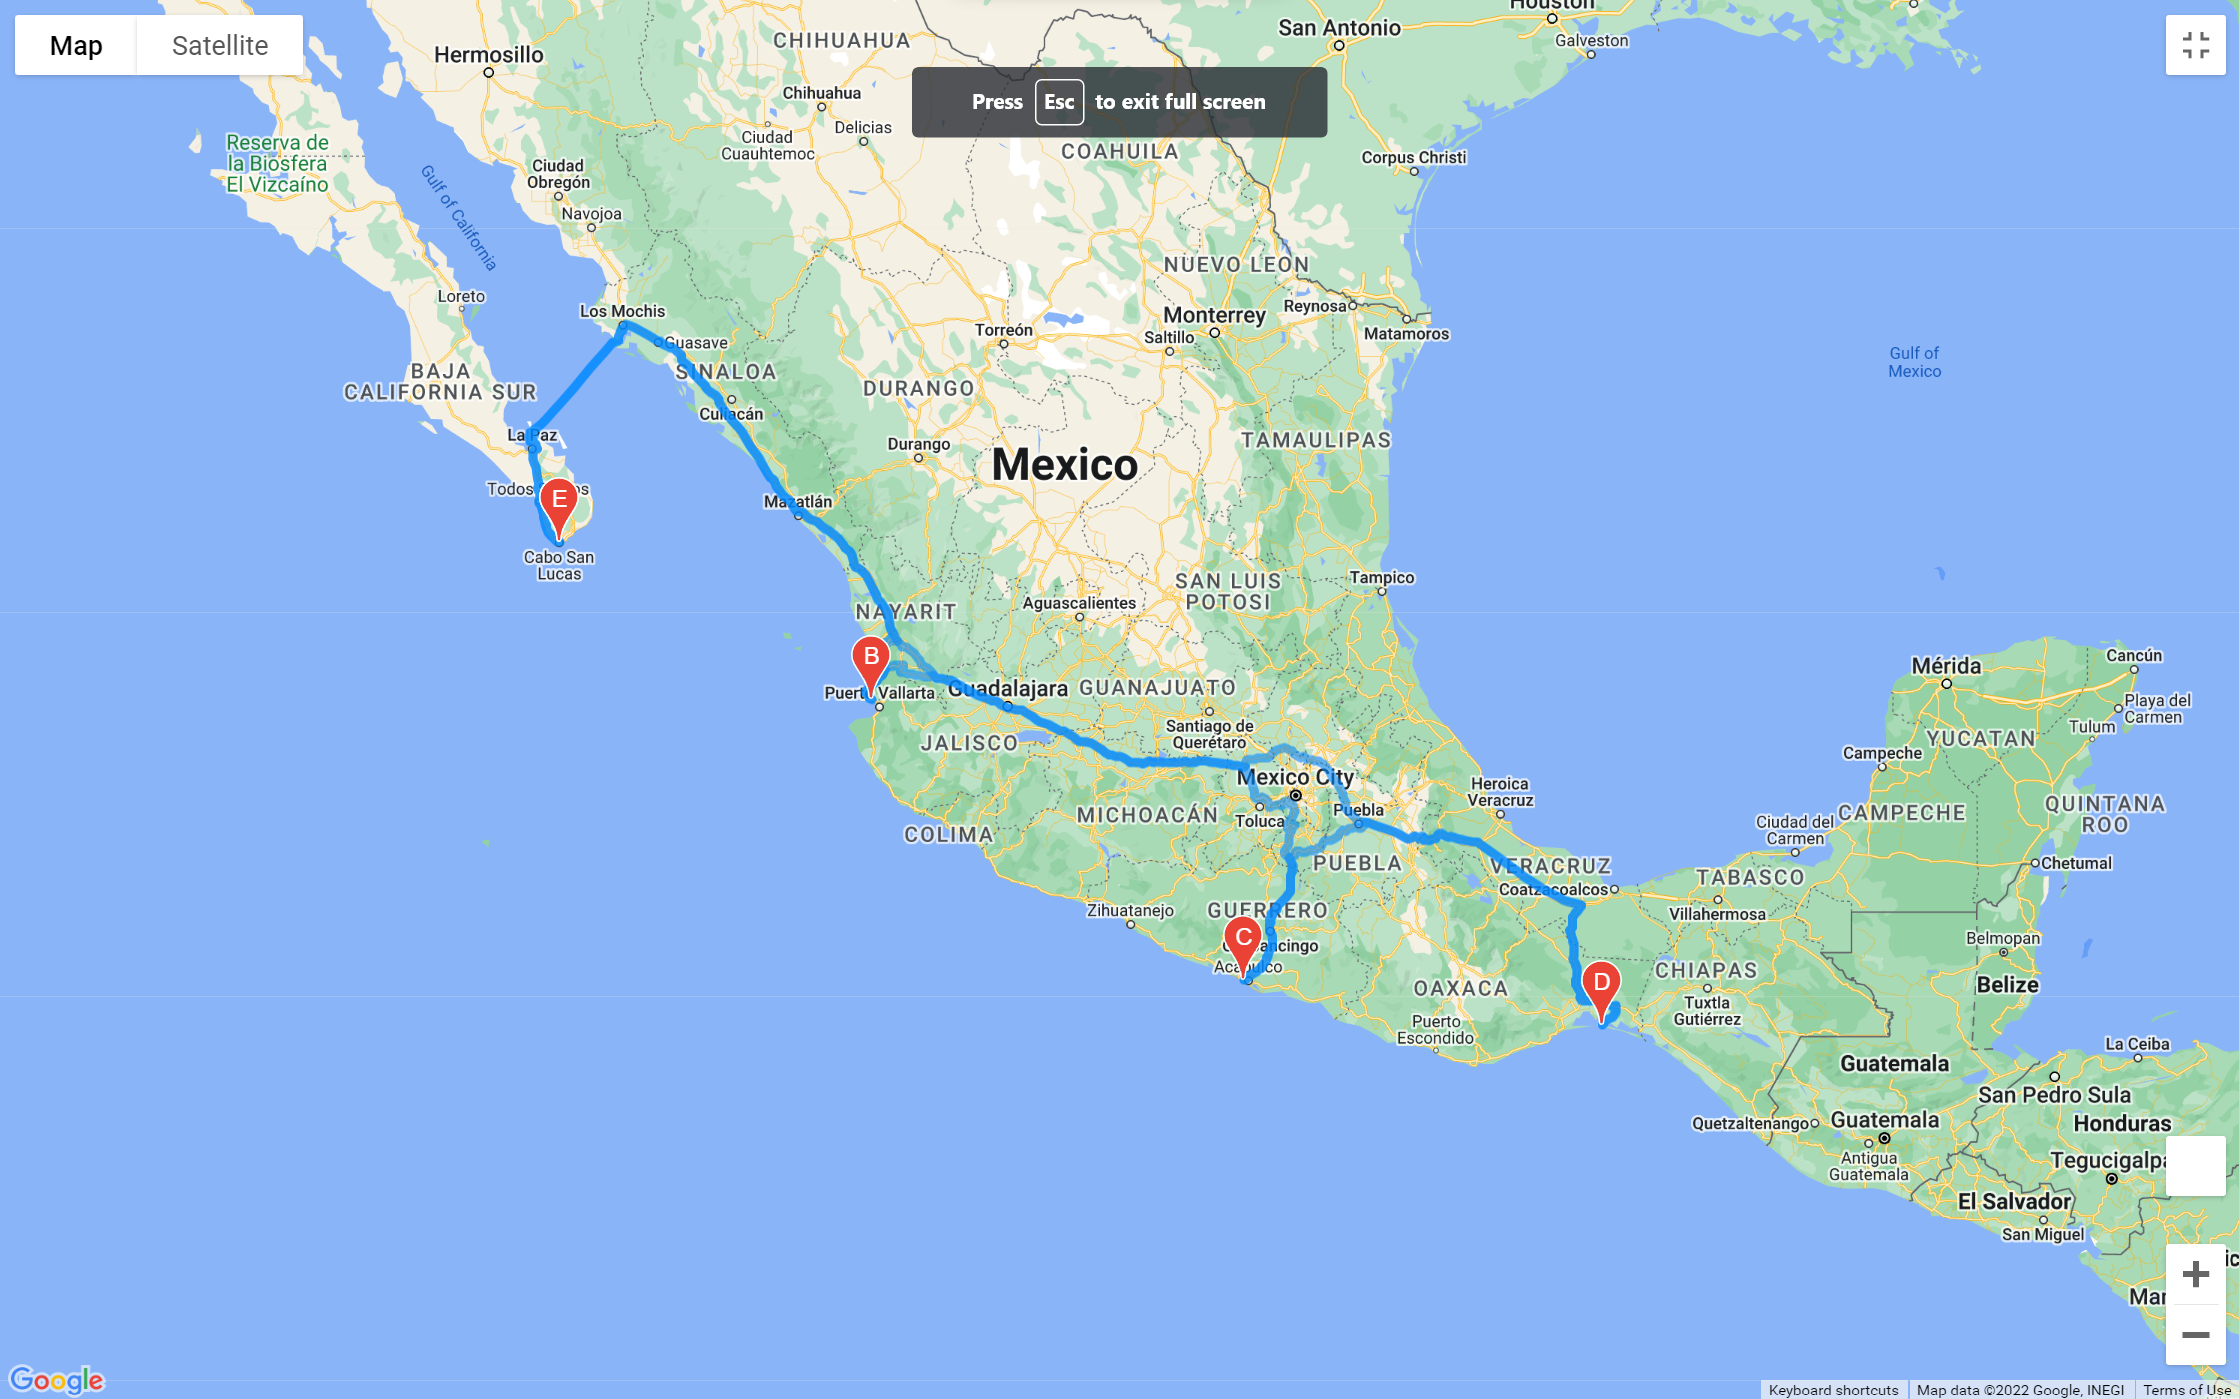 Map
Satellite
Press Esc to exit full screen
Houston
San Antonio
Galveston
Hermosillo
CHIHUAHUA
Chihuahua
Delicias
Ciudad
Cuauhtemoc
COAHUILA
Corpus Christi
Reserva de
la Biosfera
El Vizcaíno
Gulf of California
Ciudad
Obregón
Navojoa
NUEVO LEON
Loreto
Los Mochis
Guasave
Reynosa
Monterrey
Saltillo
Matamoros
Torreón
Gulf of
Mexico
BAJA
CALIFORNIA SUR
SINALOA
Culiacán
DURANGO
Durango
La Paz
TAMAULIPAS
Mexico
E
Mazatlán
Cabo San
Lucas
Tampico
SAN LUIS
POTOSI
Aguascalientes
NAYARIT
B
Puerto Vallarta
Guadalajara
GUANAJUATO
Santiago de
Querétaro
JALISCO
Mérida
Cancún
Playa del
Carmen
Tulum
YUCATAN
Campeche
Mexico City
Heroica
Veracruz
Toluca
Puebla
MICHOACÁN
COLIMA
PUEBLA
VERACRUZ
Coatzacoalcos
Ciudad del
Carmen
CAMPECHE
QUINTANA
ROO
Chetumal
TABASCO
Villahermosa
Zihuatanejo
GUERRERO
C
Acapulco
Belmopan
Belize
D
OAXACA
CHIAPAS
Tuxtla
Gutiérrez
Puerto
Escondido
La Ceiba
Guatemala
San Pedro Sula
Honduras
Quetzaltenango
Guatemala
Antigua
Guatemala
El Salvador
San Miguel
Google
Keyboard shortcuts
Map data ©2022 Google, INEGI
Terms of Use